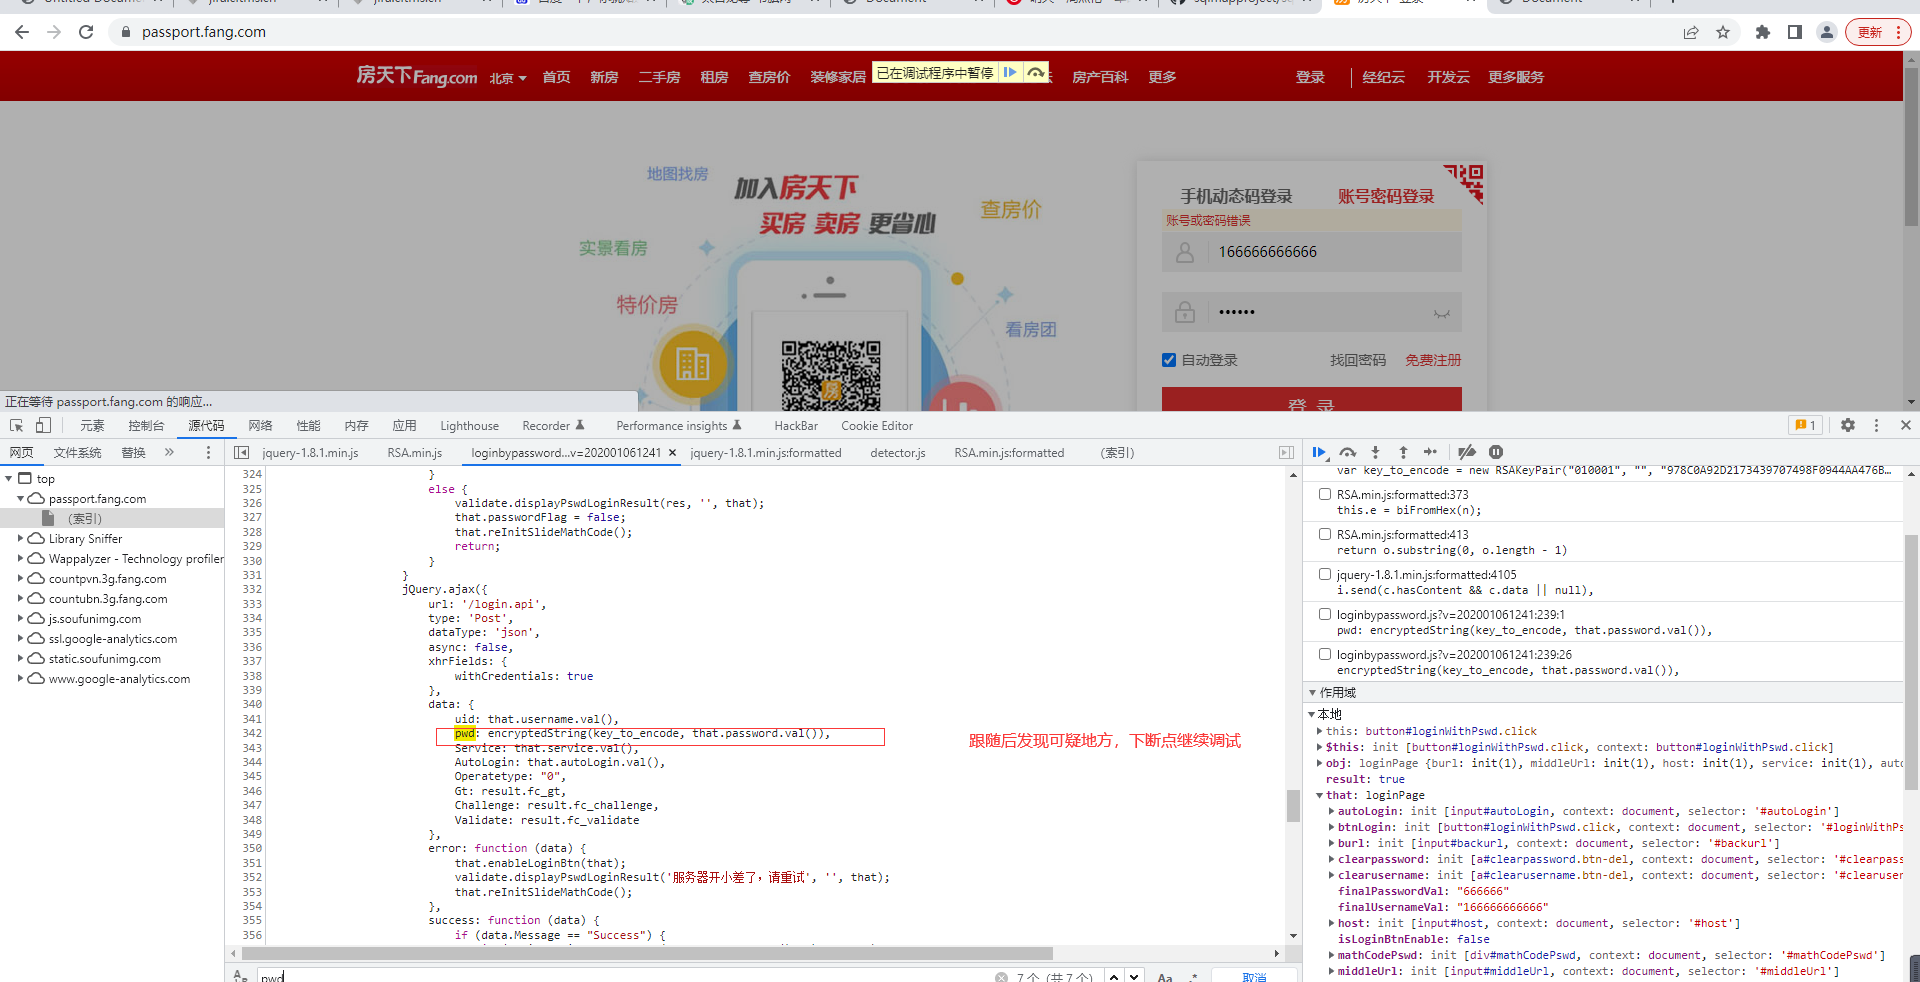 Untitled Docume
百度一下，你就知
Document
Document
passport.fang.com
更新
房天下Fang.com 北京 首页 新房 二手房 租房 查房价 装修家居 已在调试程序中暂停 房产百科 更多 登录 经纪云 开发云 更多服务
地图找房
加入房天下
买房 卖房 更省心
查房价
实景看房
特价房
看房团
手机动态码登录 账号密码登录
账号或密码错误
166666666666
••••••
自动登录 找回密码 免费注册
登 录
正在等待 passport.fang.com 的响应...
元素 控制台 源代码 网络 性能 内存 应用 Lighthouse Recorder Performance insights HackBar Cookie Editor 1
网页 文件系统 替换 »
jquery-1.8.1.min.js RSA.min.js loginbypassword...v=202001061241 × jquery-1.8.1.min.js:formatted detector.js RSA.min.js:formatted (索引)
top
passport.fang.com
(索引)
Library Sniffer
Wappalyzer - Technology profiler
countpvn.3g.fang.com
countubn.3g.fang.com
js.soufunimg.com
ssl.google-analytics.com
static.soufunimg.com
www.google-analytics.com
324 }
325 else {
326 validate.displayPswdLoginResult(res, '', that);
327 that.passwordFlag = false;
328 that.reInitSlideMathCode();
329 return;
330 }
331 }
332 jQuery.ajax({
333 url: '/login.api',
334 type: 'Post',
335 dataType: 'json',
336 async: false,
337 xhrFields: {
338 withCredentials: true
339 },
340 data: {
341 uid: that.username.val(),
342 pwd: encryptedString(key_to_encode, that.password.val()),
343 Service: that.service.val(),
344 AutoLogin: that.autoLogin.val(),
345 Operatetype: "0",
346 Gt: result.fc_gt,
347 Challenge: result.fc_challenge,
348 Validate: result.fc_validate
349 },
350 error: function (data) {
351 that.enableLoginBtn(that);
352 validate.displayPswdLoginResult('服务器开小差了，请重试', '', that);
353 that.reInitSlideMathCode();
354 },
355 success: function (data) {
356 if (data.Message == "Success") {
跟随后发现可疑地方，下断点继续调试
pwd
7 个 (共 7 个) Aa .* 取消
var key_to_encode = new RSAKeyPair("010001", "", "978C0A92D2173439707498F0944AA476B…
RSA.min.js:formatted:373
this.e = biFromHex(n);
RSA.min.js:formatted:413
return o.substring(0, o.length - 1)
jquery-1.8.1.min.js:formatted:4105
i.send(c.hasContent && c.data || null),
loginbypassword.js?v=202001061241:239:1
pwd: encryptedString(key_to_encode, that.password.val()),
loginbypassword.js?v=202001061241:239:26
encryptedString(key_to_encode, that.password.val()),
作用域
本地
this: button#loginWithPswd.click
$this: init [button#loginWithPswd.click, context: button#loginWithPswd.click]
obj: loginPage {burl: init(1), middleUrl: init(1), host: init(1), service: init(1), auto
result: true
that: loginPage
autoLogin: init [input#autoLogin, context: document, selector: '#autoLogin']
btnLogin: init [button#loginWithPswd.click, context: document, selector: '#loginWithPs
burl: init [input#backurl, context: document, selector: '#backurl']
clearpassword: init [a#clearpassword.btn-del, context: document, selector: '#clearpass
clearusername: init [a#clearusername.btn-del, context: document, selector: '#clearuser
finalPasswordVal: "666666"
finalUsernameVal: "166666666666"
host: init [input#host, context: document, selector: '#host']
isLoginBtnEnable: false
mathCodePswd: init [div#mathCodePswd, context: document, selector: '#mathCodePswd']
middleUrl: init [input#middleUrl, context: document, selector: '#middleUrl']